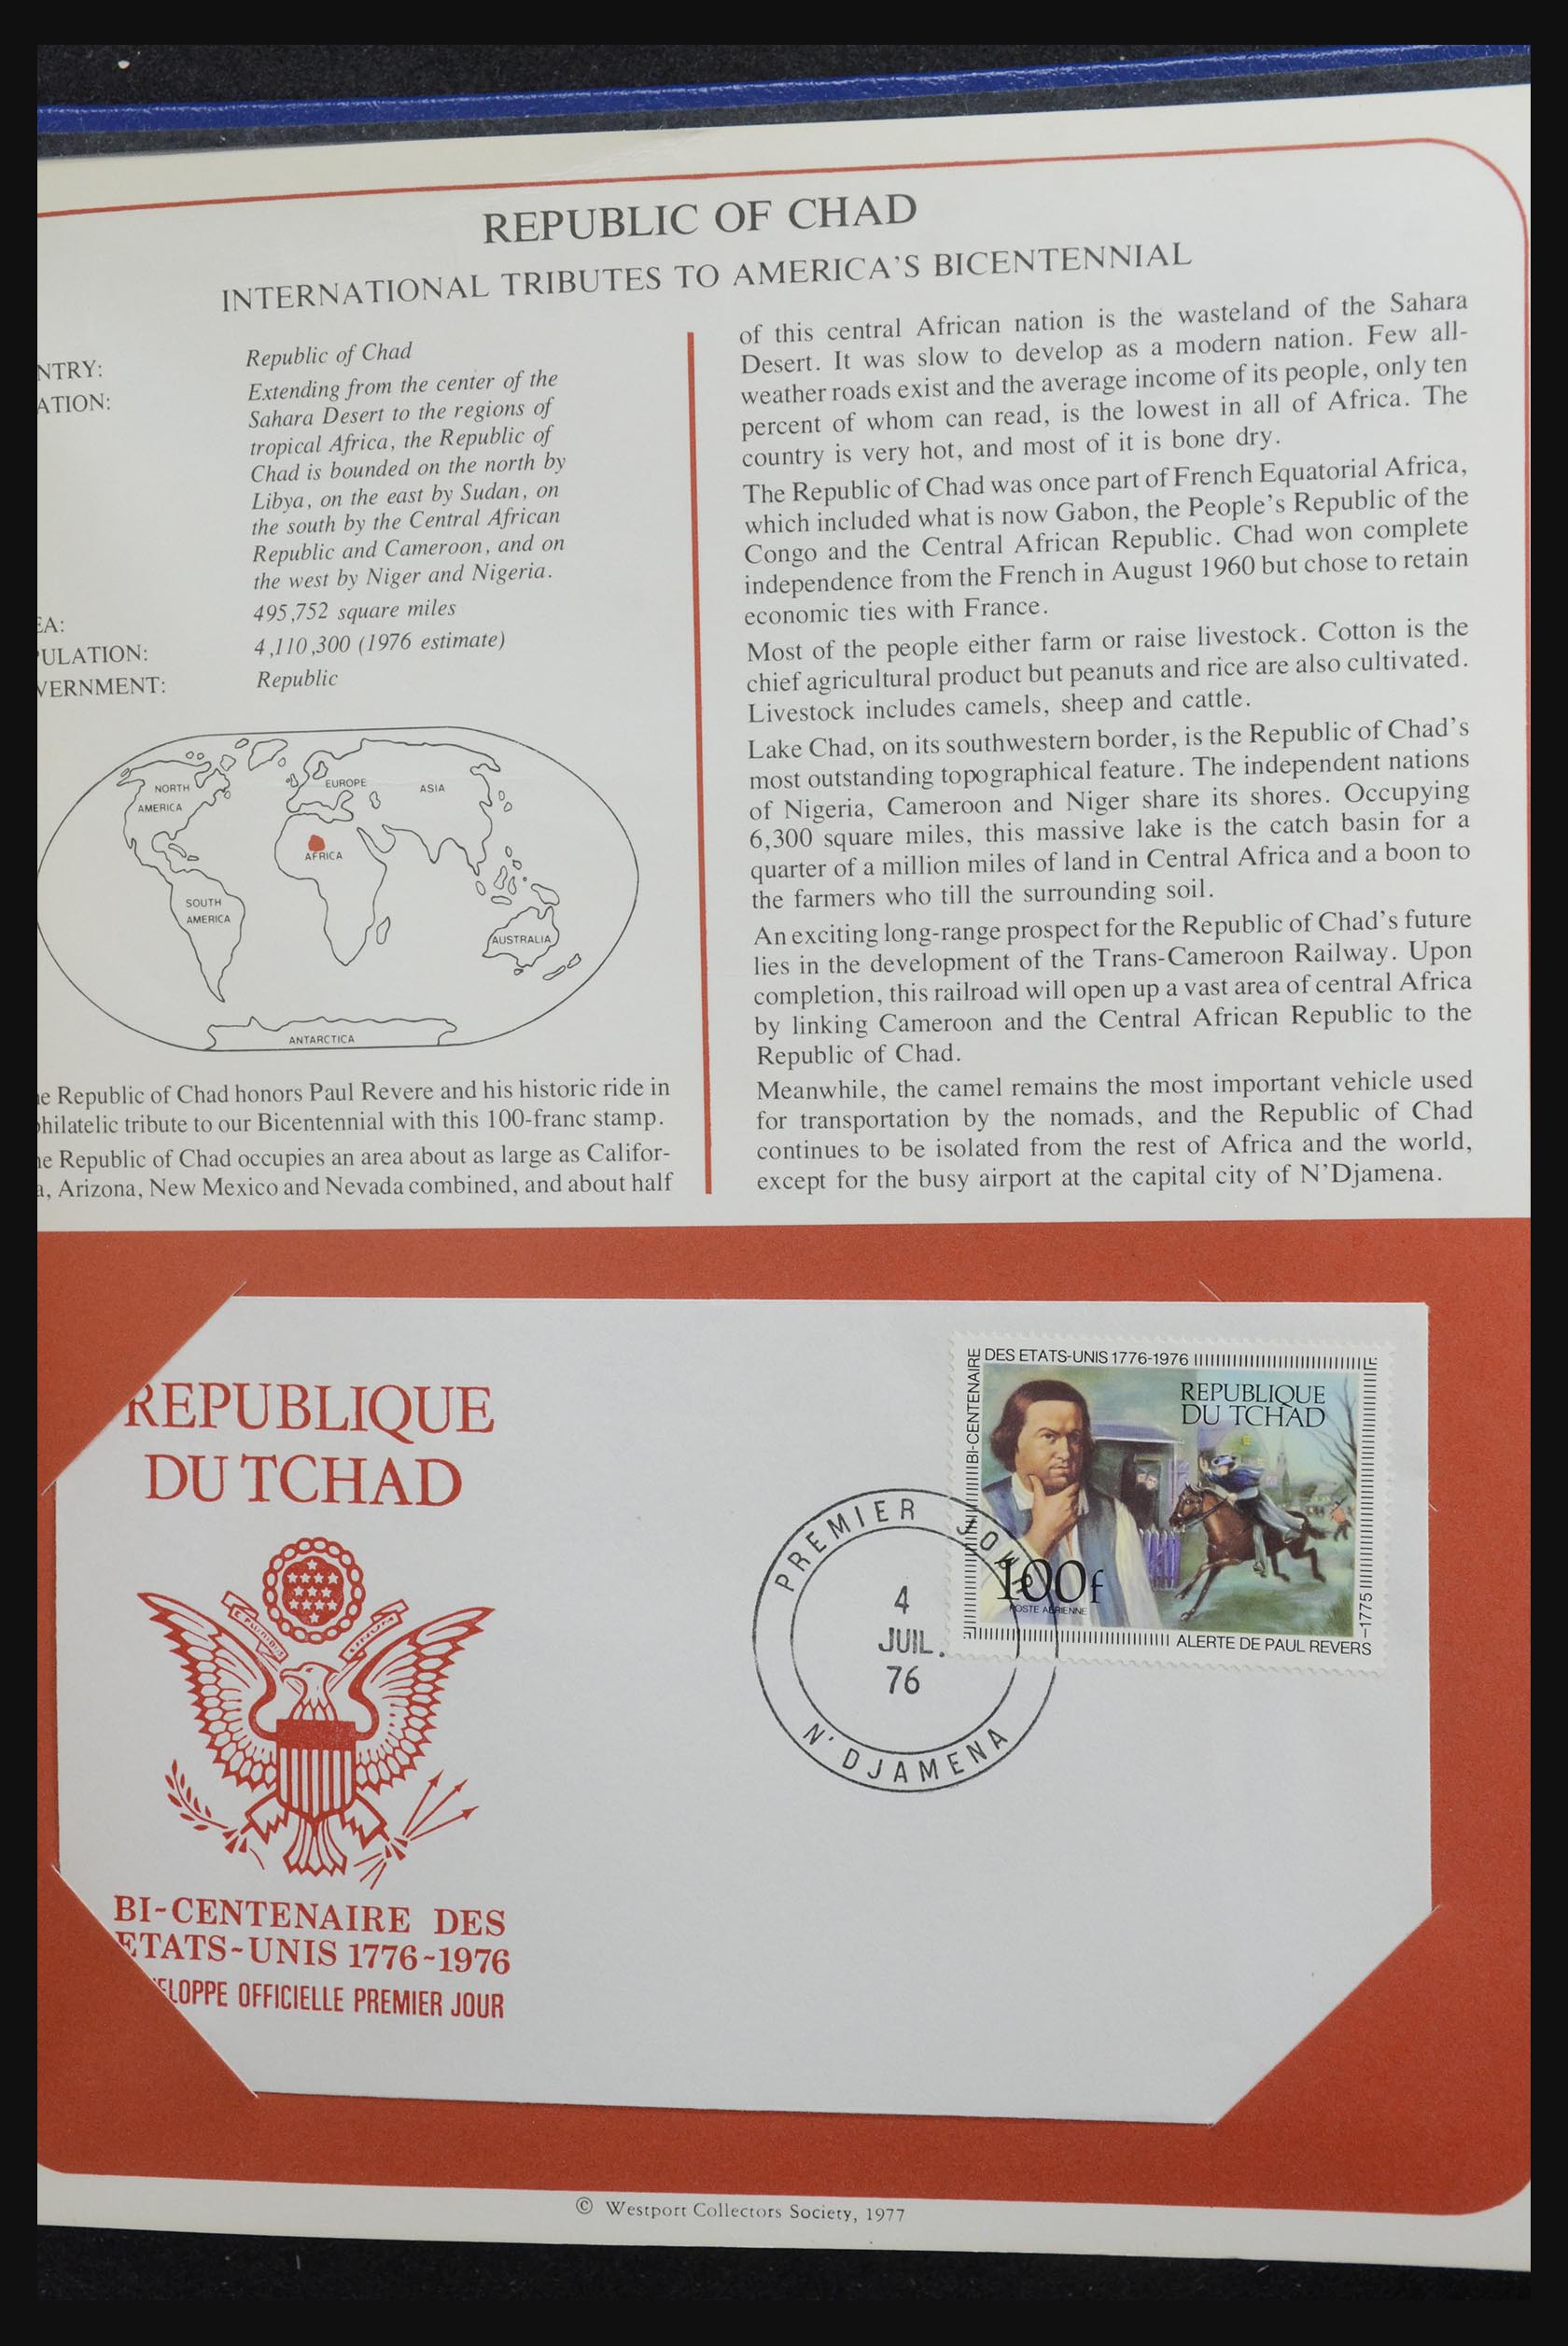 REPUBLIC OF CHAD
INTERNATIONAL TRIBUTES TO AMERICA'S BICENTENNIAL
NTRY: Republic of Chad
ATION: Extending from the center of the
Sahara Desert to the regions of
tropical Africa, the Republic of
Chad is bounded on the north by
Libya, on the east by Sudan, on
the south by the Central African
Republic and Cameroon, and on
the west by Niger and Nigeria.
EA: 495,752 square miles
ULATION: 4,110,300 (1976 estimate)
VERNMENT: Republic
NORTH
AMERICA
EUROPE
ASIA
AFRICA
SOUTH
AMERICA
AUSTRALIA
ANTARCTICA
e Republic of Chad honors Paul Revere and his historic ride in
philatelic tribute to our Bicentennial with this 100-franc stamp.
e Republic of Chad occupies an area about as large as Califor-
a, Arizona, New Mexico and Nevada combined, and about half
of this central African nation is the wasteland of the Sahara
Desert. It was slow to develop as a modern nation. Few all-
weather roads exist and the average income of its people, only ten
percent of whom can read, is the lowest in all of Africa. The
country is very hot, and most of it is bone dry.
The Republic of Chad was once part of French Equatorial Africa,
which included what is now Gabon, the People's Republic of the
Congo and the Central African Republic. Chad won complete
independence from the French in August 1960 but chose to retain
economic ties with France.
Most of the people either farm or raise livestock. Cotton is the
chief agricultural product but peanuts and rice are also cultivated.
Livestock includes camels, sheep and cattle.
Lake Chad, on its southwestern border, is the Republic of Chad's
most outstanding topographical feature. The independent nations
of Nigeria, Cameroon and Niger share its shores. Occupying
6,300 square miles, this massive lake is the catch basin for a
quarter of a million miles of land in Central Africa and a boon to
the farmers who till the surrounding soil.
An exciting long-range prospect for the Republic of Chad's future
lies in the development of the Trans-Cameroon Railway. Upon
completion, this railroad will open up a vast area of central Africa
by linking Cameroon and the Central African Republic to the
Republic of Chad.
Meanwhile, the camel remains the most important vehicle used
for transportation by the nomads, and the Republic of Chad
continues to be isolated from the rest of Africa and the world,
except for the busy airport at the capital city of N'Djamena.
REPUBLIQUE
DU TCHAD
BI-CENTENAIRE DES
ETATS-UNIS 1776-1976
ELOPPE OFFICIELLE PREMIER JOUR
PREMIER JOUR
4
JUIL.
76
N'DJAMENA
BI-CENTENAIRE
DES ETATS-UNIS 1776-1976
REPUBLIQUE
DU TCHAD
100f
POSTE AERIENNE
ALERTE DE PAUL REVERS
-1775
© Westport Collectors Society, 1977